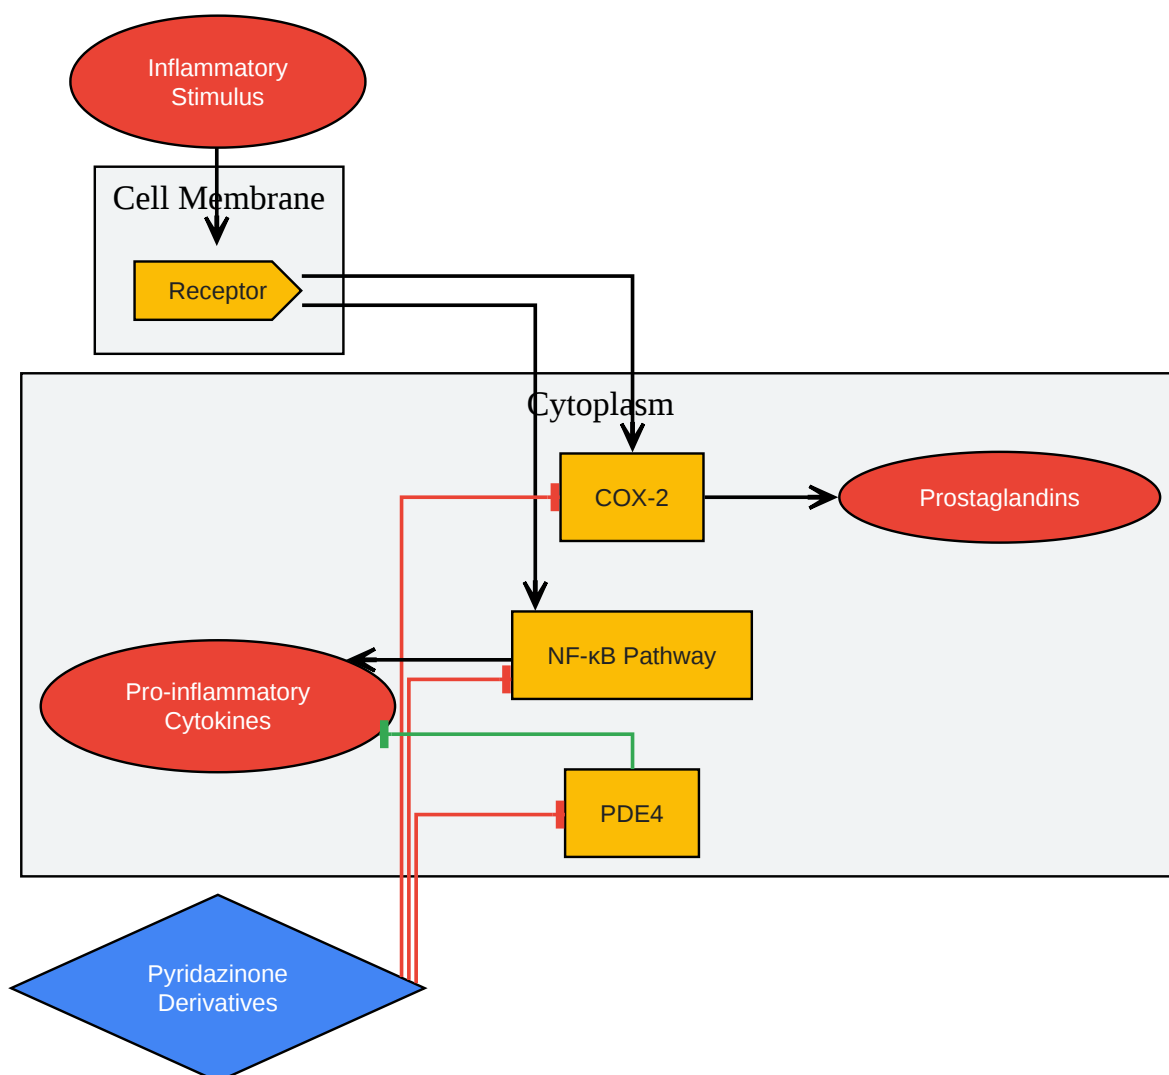 Inflammatory
Stimulus
Cell Membrane
Receptor
Cytoplasm
COX-2
Prostaglandins
NF-κB Pathway
Pro-inflammatory
Cytokines
PDE4
Pyridazinone
Derivatives